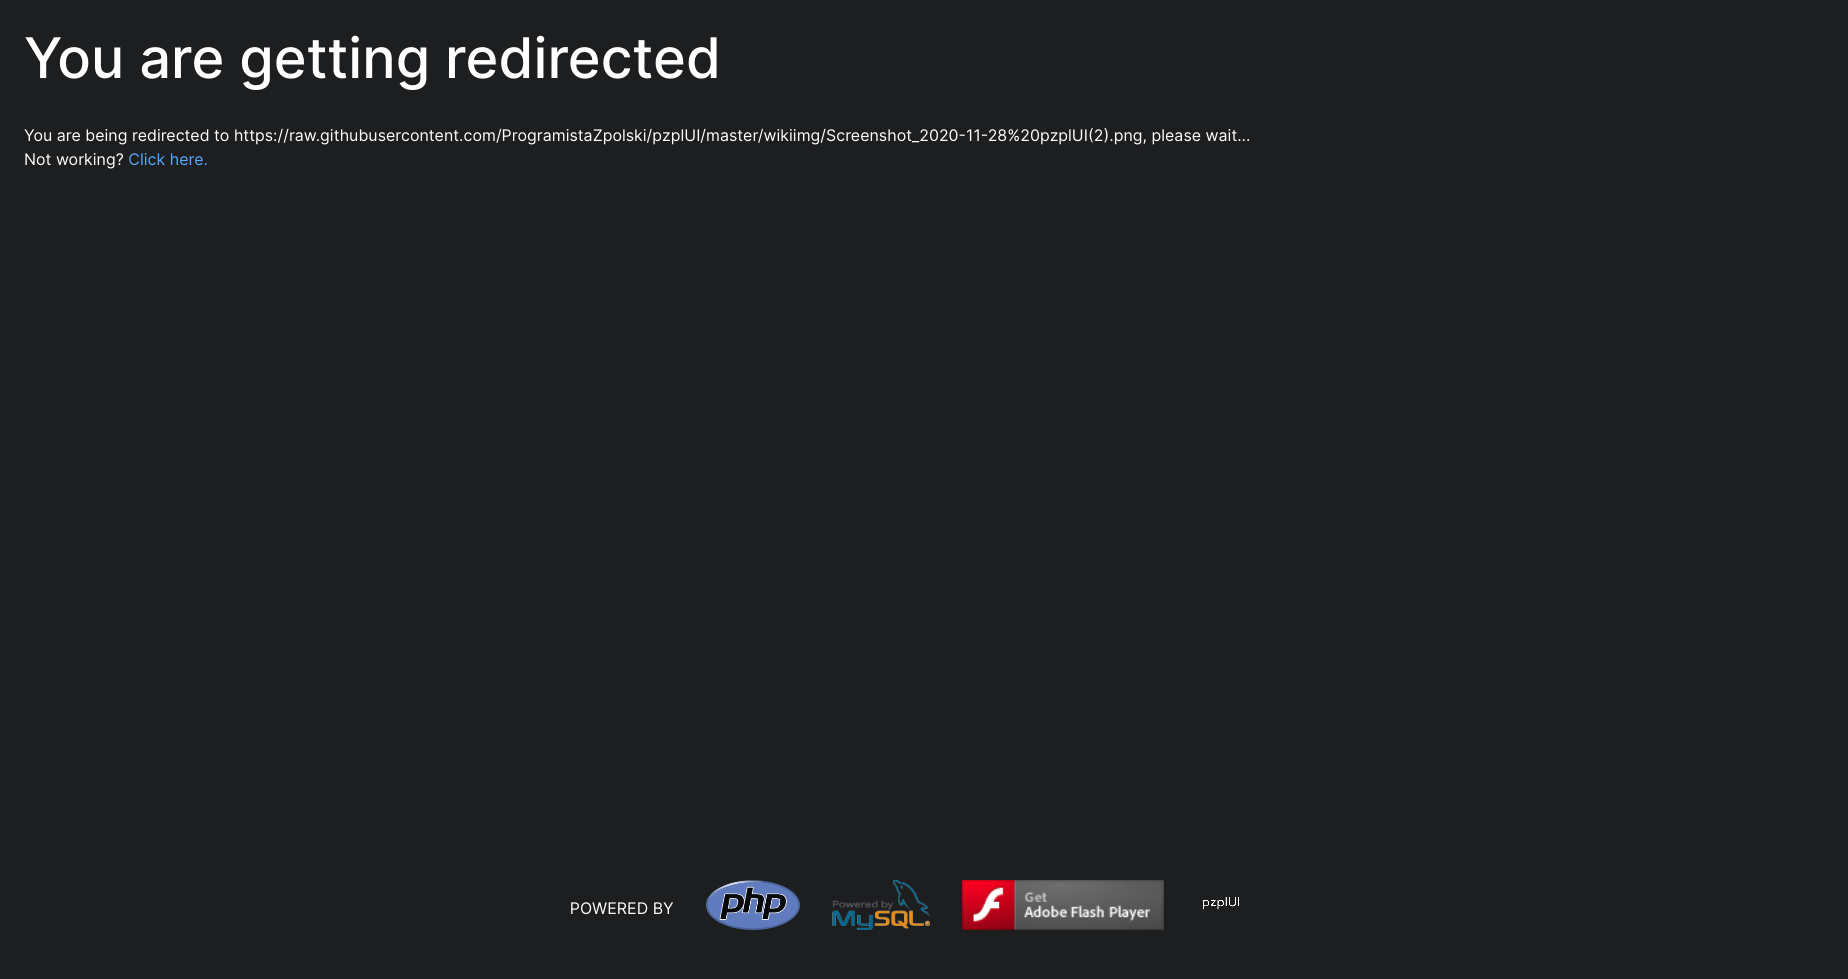 You are getting redirected
You are being redirected to https://raw.githubusercontent.com/ProgramistaZpolski/pzplUI/master/wikiimg/Screenshot_2020-11-28%20pzplUI(2).png, please wait...
Not working? Click here.
POWERED BY
php
Powered by
MySQL®
Get
Adobe Flash Player
pzplUI